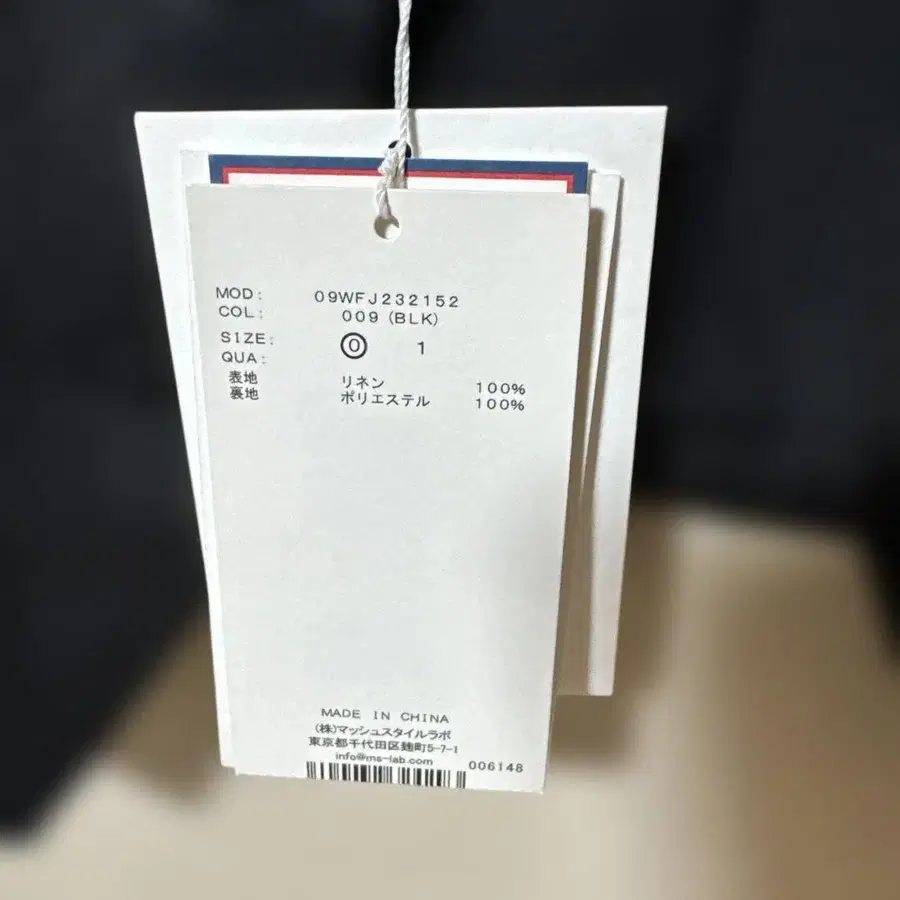 MOD: 09WFJ232152
COL: 009 (BLK)
SIZE: 0 1
QUA:
表地 リネン 100%
裏地 ポリエステル 100%
MADE IN CHINA
(株)マッシュスタイルラボ
東京都千代田区麹町5-7-1
info@ms-lab.com
006148